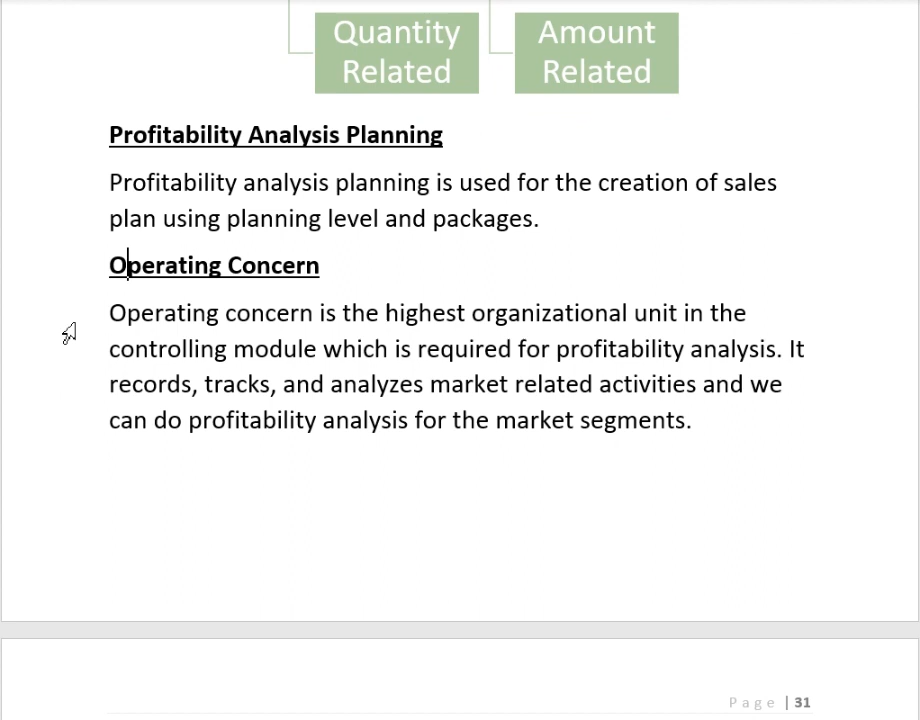 Quantity
Related
Amount
Related
Profitability Analysis Planning
Profitability analysis planning is used for the creation of sales
plan using planning level and packages.
Operating Concern
Operating concern is the highest organizational unit in the
controlling module which is required for profitability analysis. It
records, tracks, and analyzes market related activities and we
can do profitability analysis for the market segments.
Page | 31